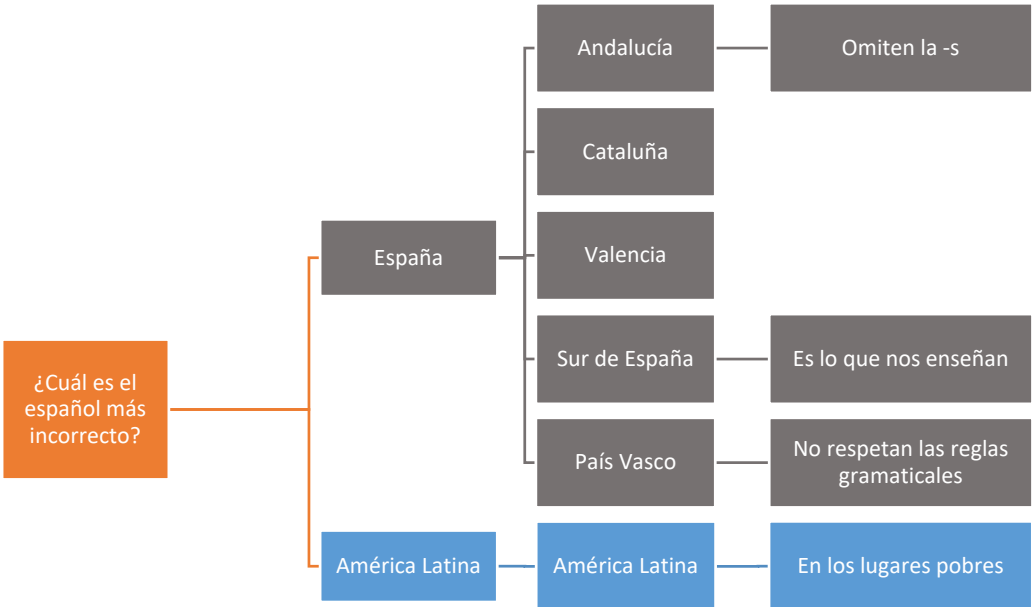 ¿Cuál es el
español más
incorrecto?
España
Andalucía
Omiten la -s
Cataluña
Valencia
Sur de España
Es lo que nos enseñan
País Vasco
No respetan las reglas
gramaticales
América Latina
América Latina
En los lugares pobres